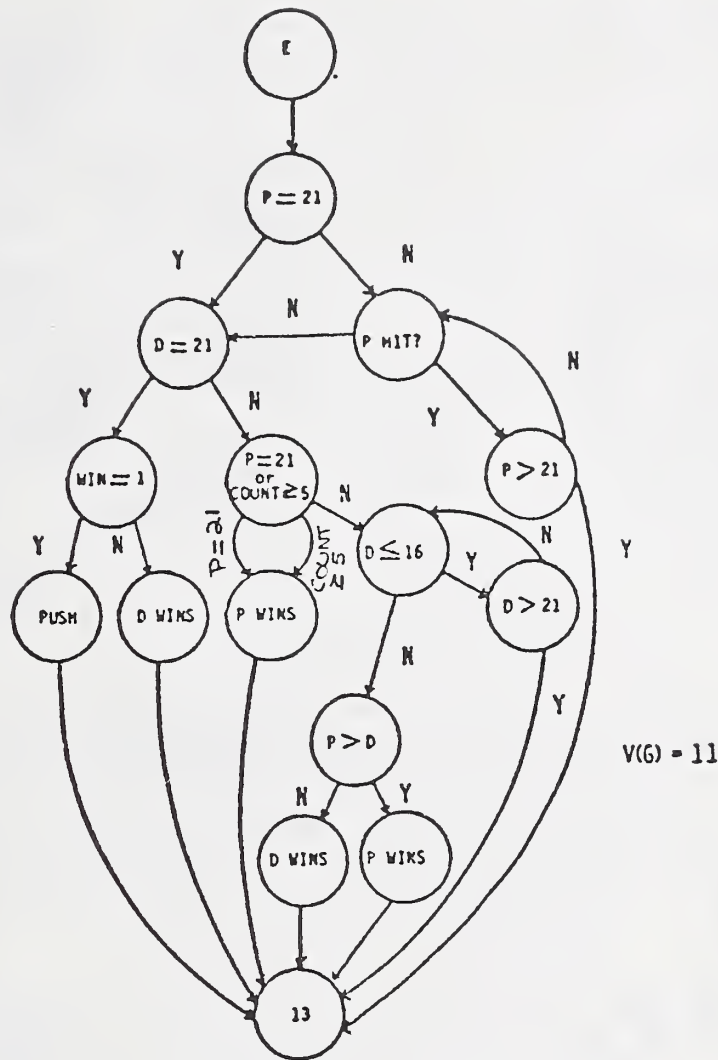 E
P = 21
Y
N
D = 21
N
P HIT?
N
Y
N
Y
WIN = 1
P = 21
or
COUNT ≥ 5
P > 21
Y
N
P = 21
COUNT
≥ 5
N
D ≤ 16
Y
N
Y
PUSH
D WINS
P WINS
D > 21
N
Y
P > D
V(G) = 11
N
Y
D WINS
P WINS
13